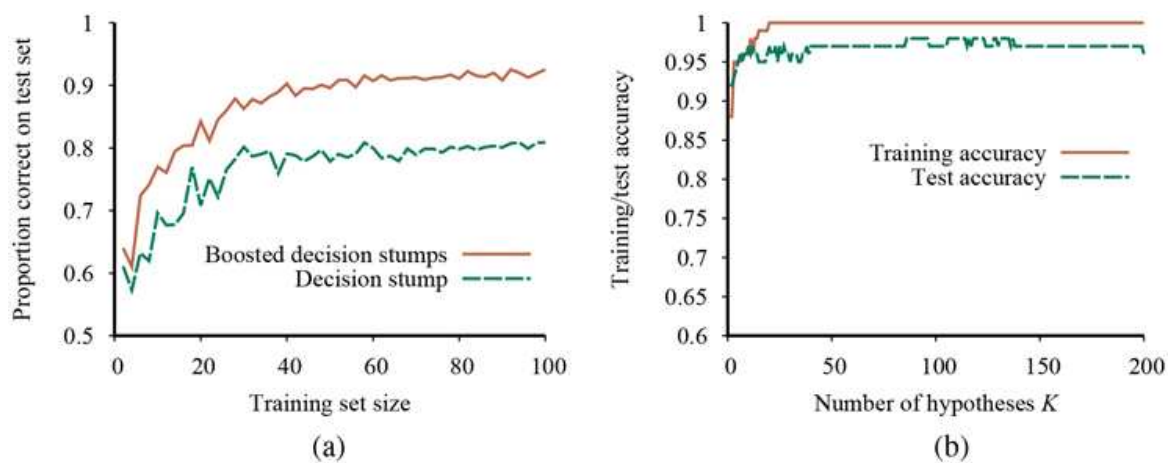 Proportion correct on test set
1
0.9
0.8
0.7
0.6
0.5
Boosted decision stumps
Decision stump
0 20 40 60 80 100
Training set size
(a)
Training/test accuracy
1
0.95
0.9
0.85
0.8
0.75
0.7
0.65
0.6
Training accuracy
Test accuracy
0 50 100 150 200
Number of hypotheses K
(b)